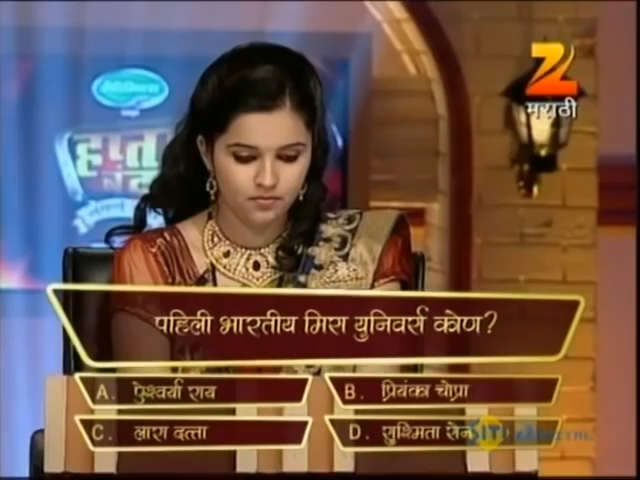 मराठी
पहिली भारतीय मिस युनिवर्स कोण?
A. ऐश्वर्या राय
B. प्रियंका चोप्रा
C. लारा दत्ता
D. सुश्मिता सेन